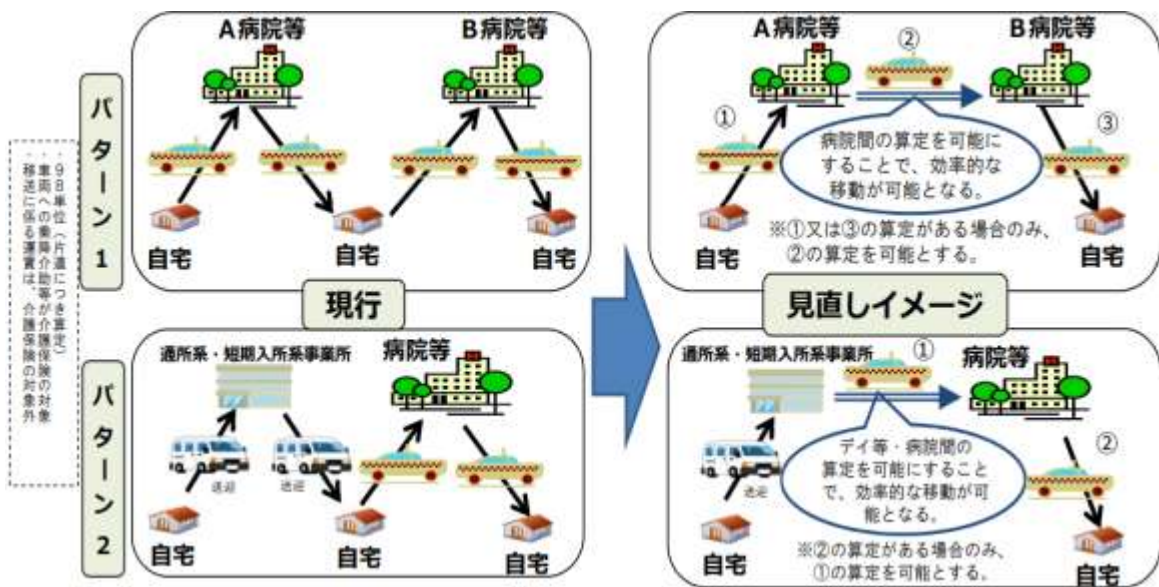 パターン1
・98単位（片道につき算定）
・車両への乗降介助等が介護保険の対象
・移送に係る運賃は、介護保険の対象外
A病院等
B病院等
自宅
自宅
自宅
現行
A病院等
②
B病院等
①
③
病院間の算定を可能に
することで、効率的な
移動が可能となる。
自宅
自宅
※①又は③の算定がある場合のみ、
②の算定を可能とする。
見直しイメージ
パターン2
通所系・短期入所系事業所
病院等
送迎
送迎
自宅
自宅
自宅
通所系・短期入所系事業所
①
病院等
②
送迎
デイ等・病院間の
算定を可能にすること
で、効率的な移動が可
能となる。
自宅
自宅
※②の算定がある場合のみ、
①の算定を可能とする。